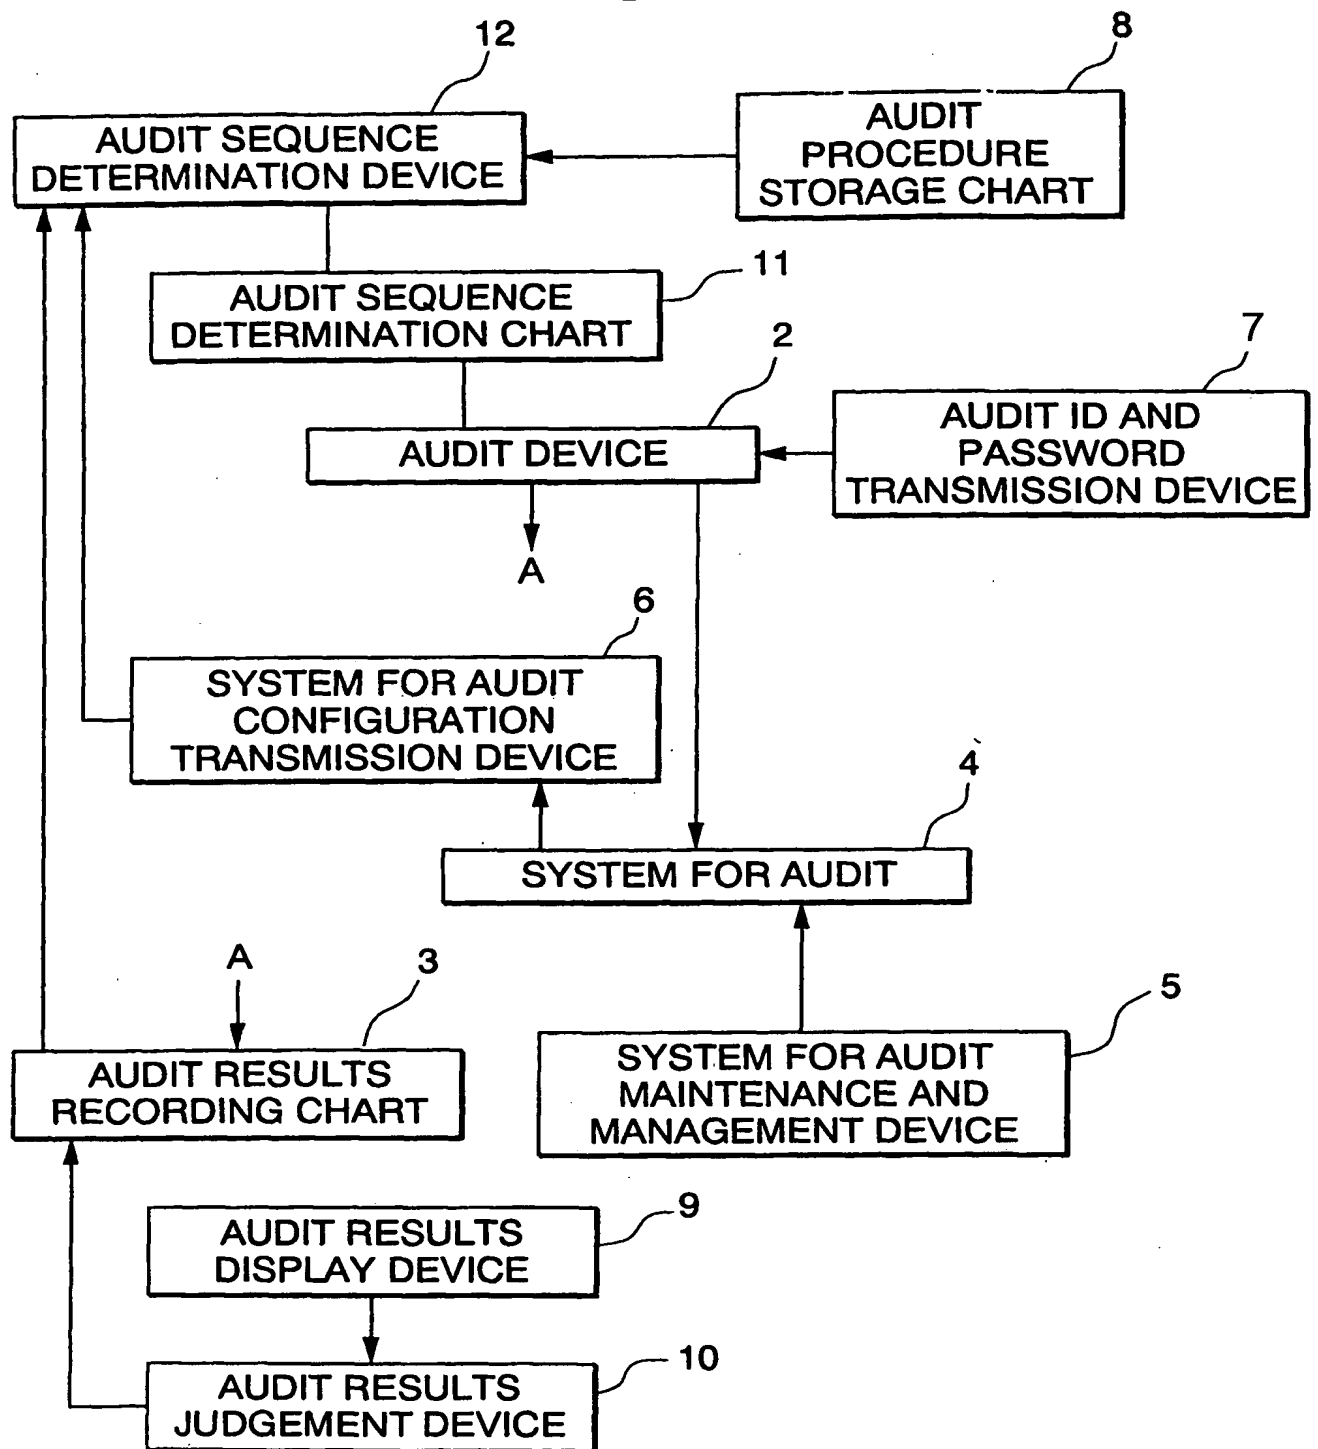 12
8
AUDIT SEQUENCE
DETERMINATION DEVICE
AUDIT
PROCEDURE
STORAGE CHART
11
AUDIT SEQUENCE
DETERMINATION CHART
2
7
AUDIT ID AND
PASSWORD
TRANSMISSION DEVICE
AUDIT DEVICE
A
6
SYSTEM FOR AUDIT
CONFIGURATION
TRANSMISSION DEVICE
4
SYSTEM FOR AUDIT
A
3
5
AUDIT RESULTS
RECORDING CHART
SYSTEM FOR AUDIT
MAINTENANCE AND
MANAGEMENT DEVICE
9
AUDIT RESULTS
DISPLAY DEVICE
10
AUDIT RESULTS
JUDGEMENT DEVICE